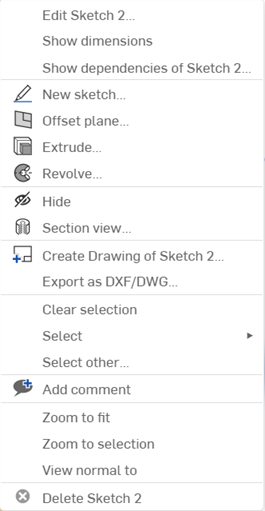 Edit Sketch 2...
Show dimensions
Show dependencies of Sketch 2...
New sketch...
Offset plane...
Extrude...
Revolve...
Hide
Section view...
Create Drawing of Sketch 2...
Export as DXF/DWG...
Clear selection
Select
Select other...
Add comment
Zoom to fit
Zoom to selection
View normal to
Delete Sketch 2